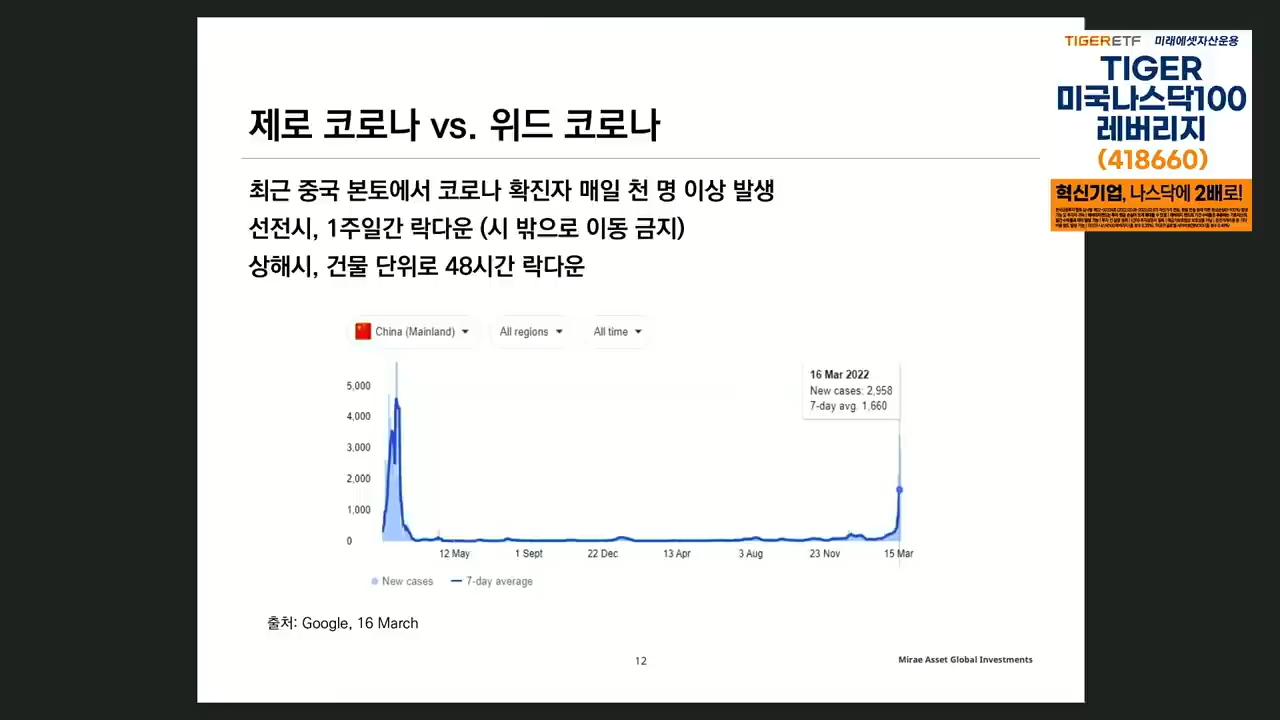 제로 코로나 vs. 위드 코로나
최근 중국 본토에서 코로나 확진자 매일 천 명 이상 발생
선전시, 1주일간 락다운 (시 밖으로 이동 금지)
상해시, 건물 단위로 48시간 락다운
China (Mainland)
All regions
All time
16 Mar 2022
New cases: 2,958
7-day avg. 1,660
5,000
4,000
3,000
2,000
1,000
0
12 May
1 Sept
22 Dec
13 Apr
3 Aug
23 Nov
15 Mar
New cases
7-day average
출처: Google, 16 March
12
Mirae Asset Global Investments
TIGERETF 미래에셋자산운용
TIGER
미국나스닥100
레버리지
(418660)
혁신기업, 나스닥에 2배로!